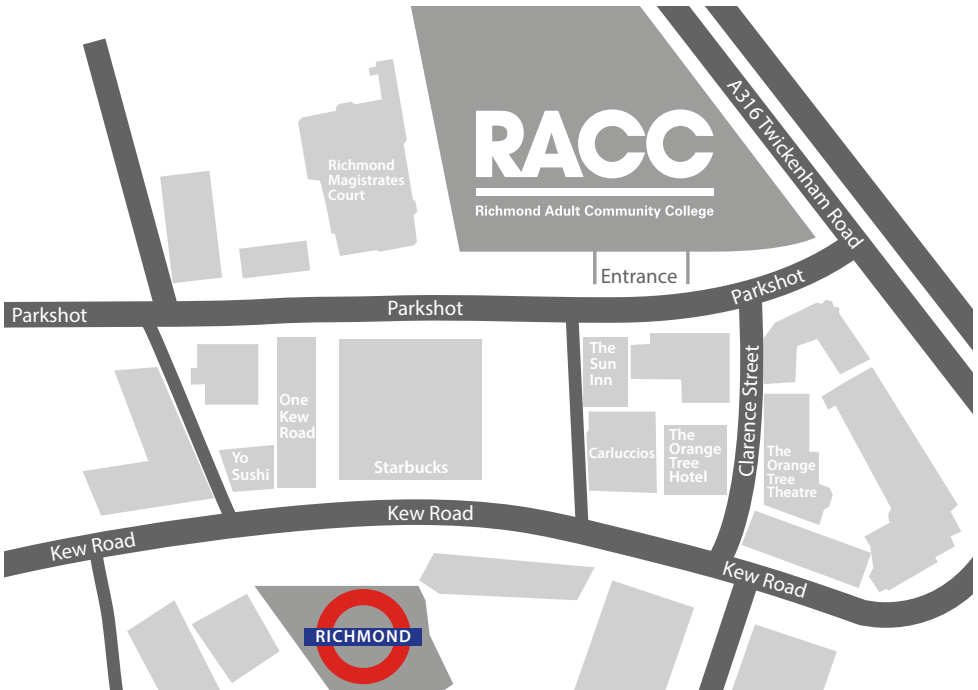 RACC
Richmond Adult Community College
A316 Twickenham Road
Richmond
Magistrates
Court
Entrance
Parkshot
Parkshot
Parkshot
The
Sun
Inn
Clarence Street
One
Kew
Road
Yo
Sushi
Starbucks
Carluccios
The
Orange
Tree
Hotel
The
Orange
Tree
Theatre
Kew Road
Kew Road
Kew Road
RICHMOND